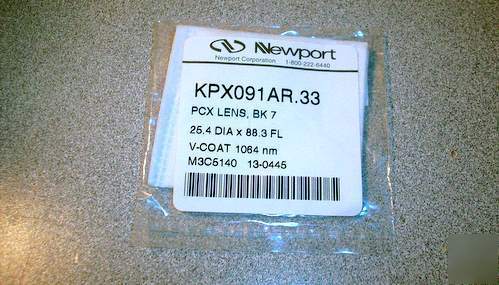 Newport
Newport Corporation 1-800-222-6440
KPX091AR.33
PCX LENS, BK 7
25.4 DIA x 88.3 FL
V-COAT 1064 nm
M3C5140 13-0445